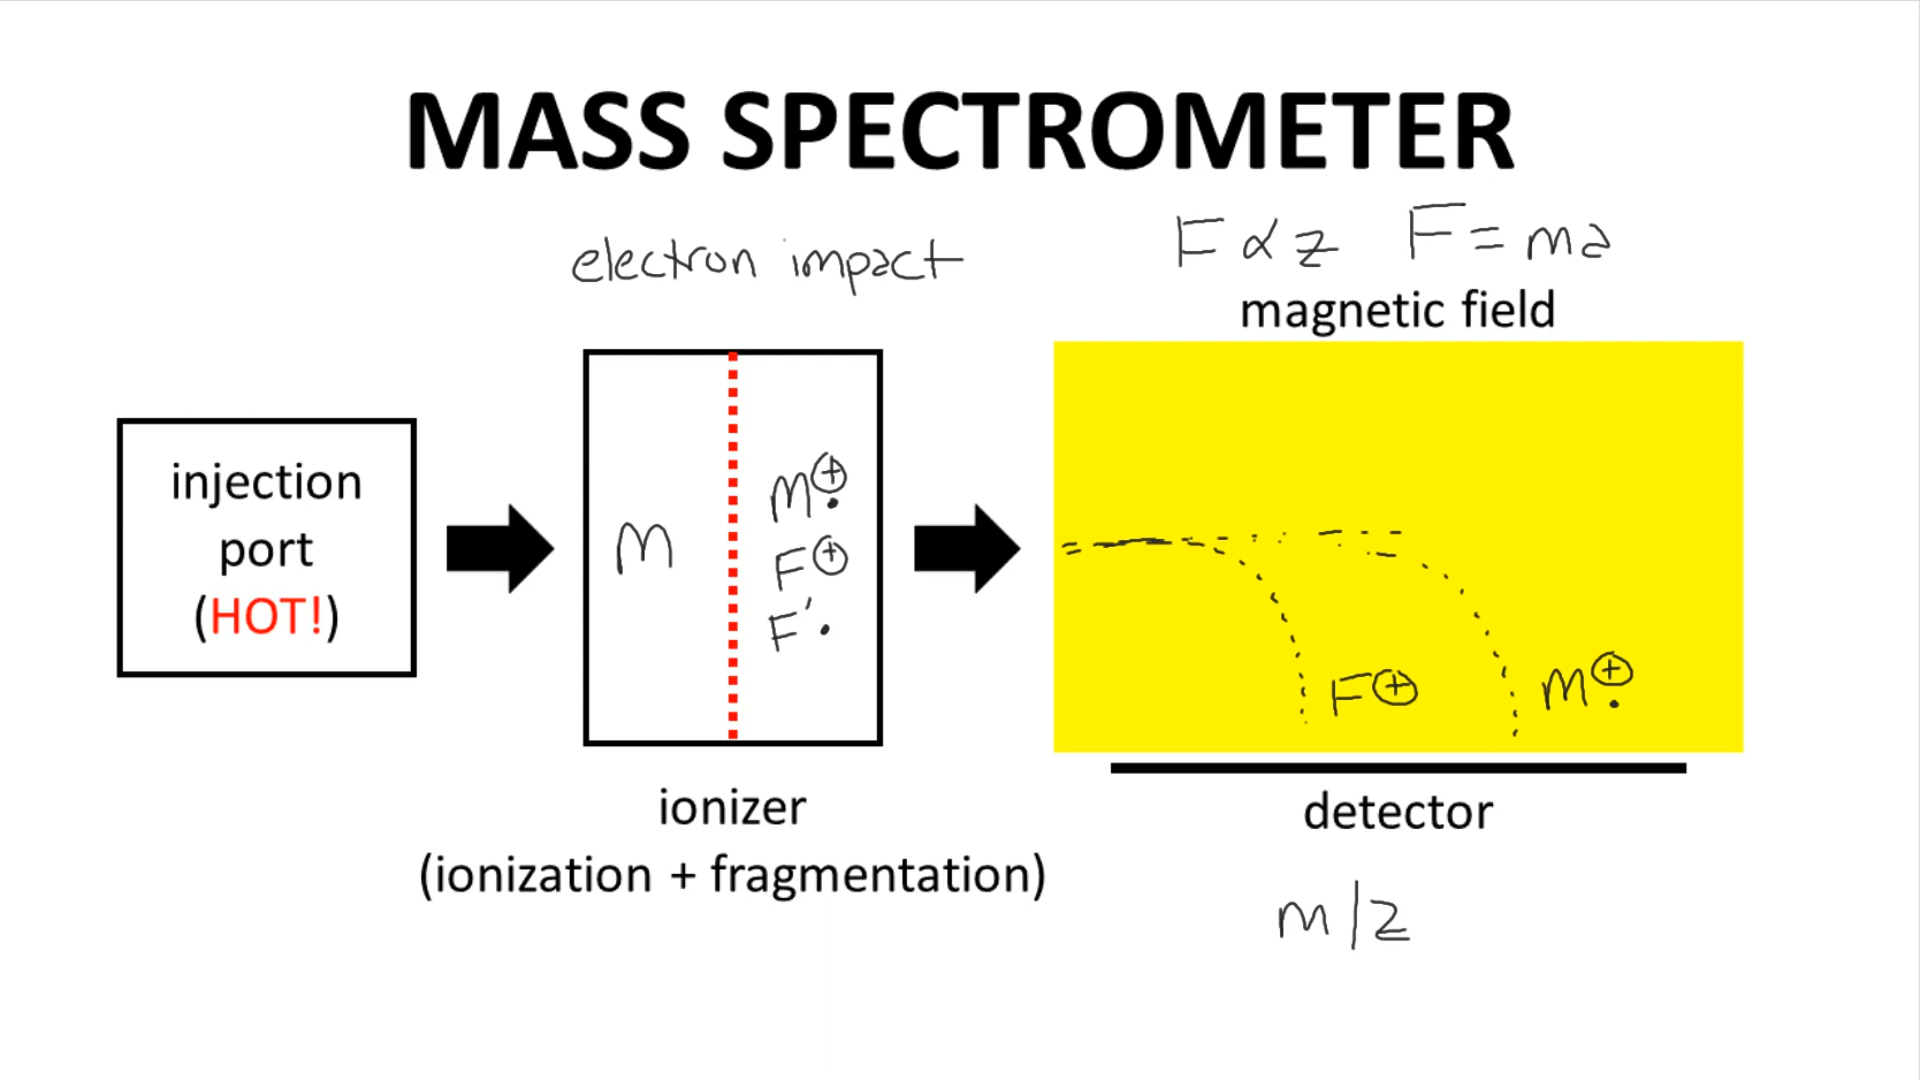 MASS SPECTROMETER
electron impact
F ∝ z F = ma
magnetic field
injection
port
(HOT!)
M
M⊕•
F⊕
F'•
F⊕
M⊕•
ionizer
(ionization + fragmentation)
detector
m/z